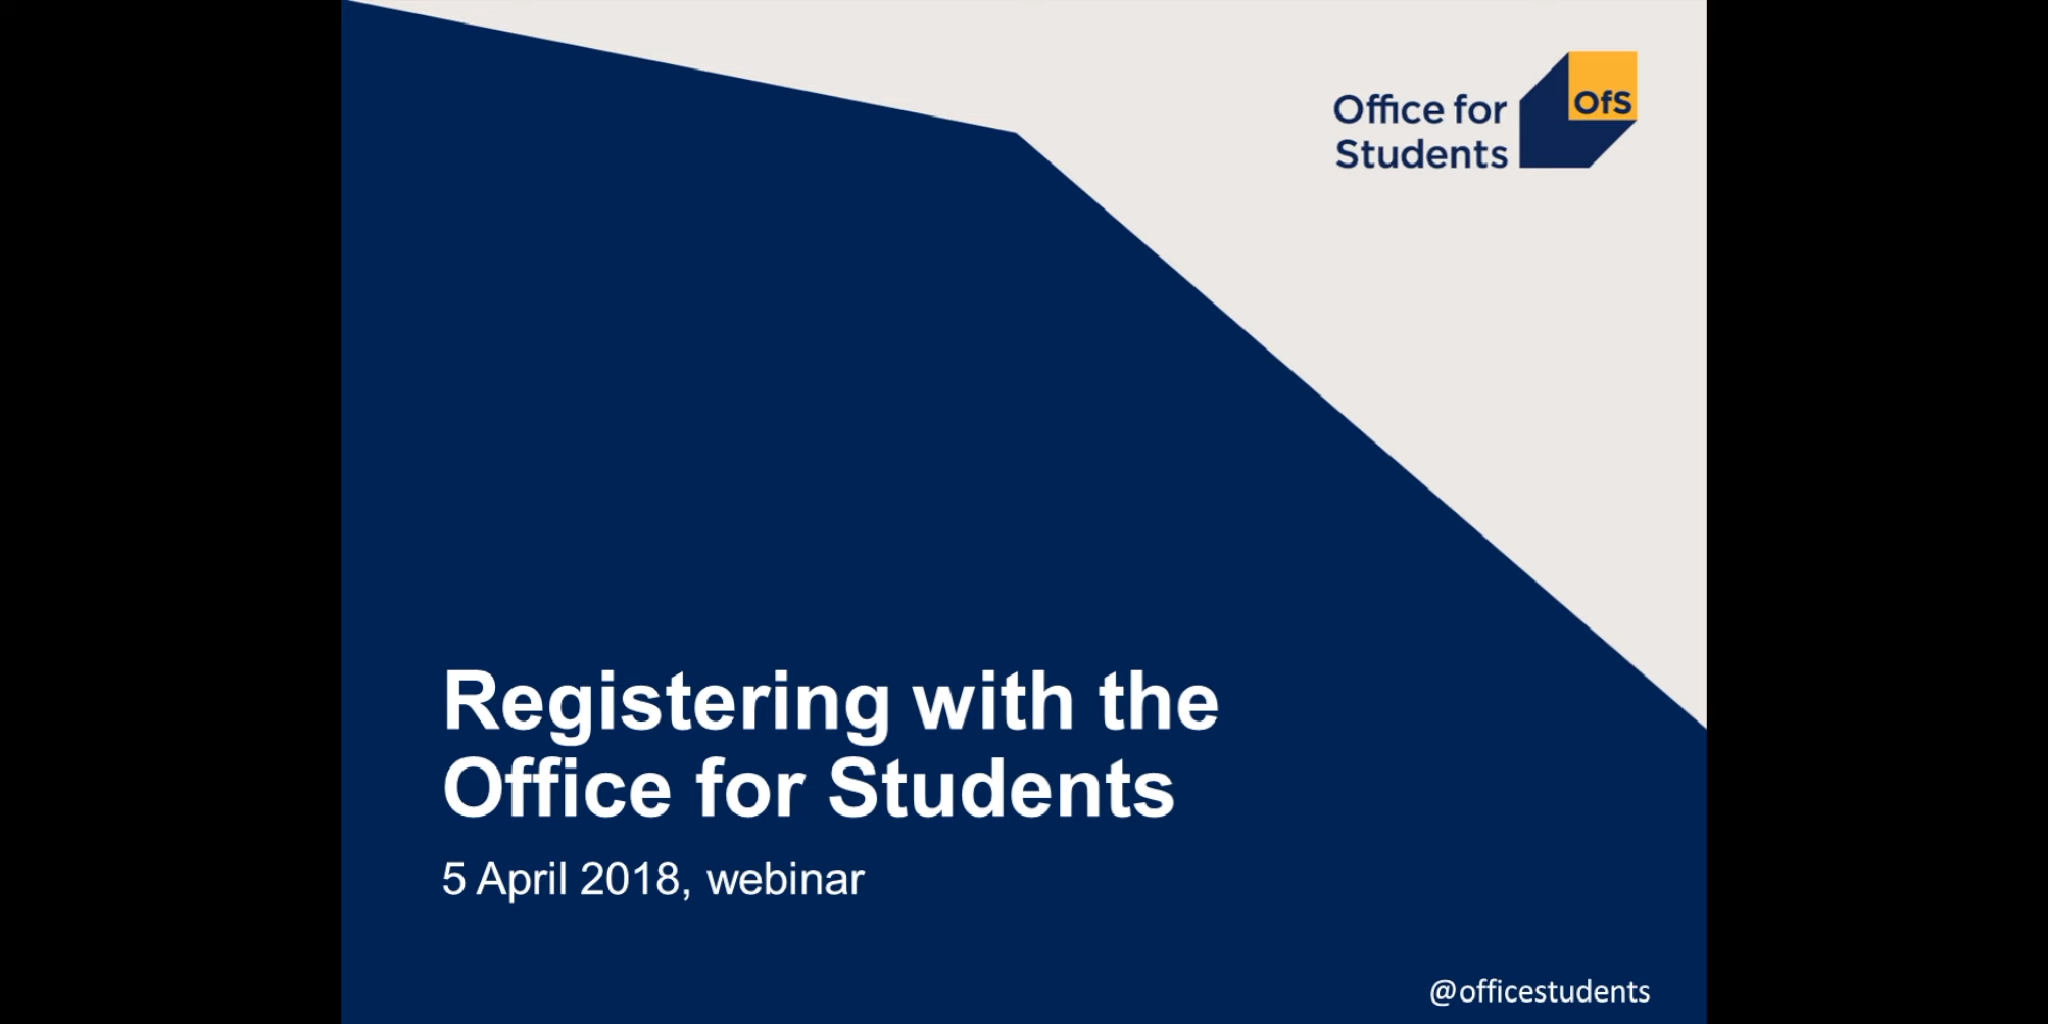 Office for
Students
OfS
Registering with the
Office for Students
5 April 2018, webinar
@officestudents